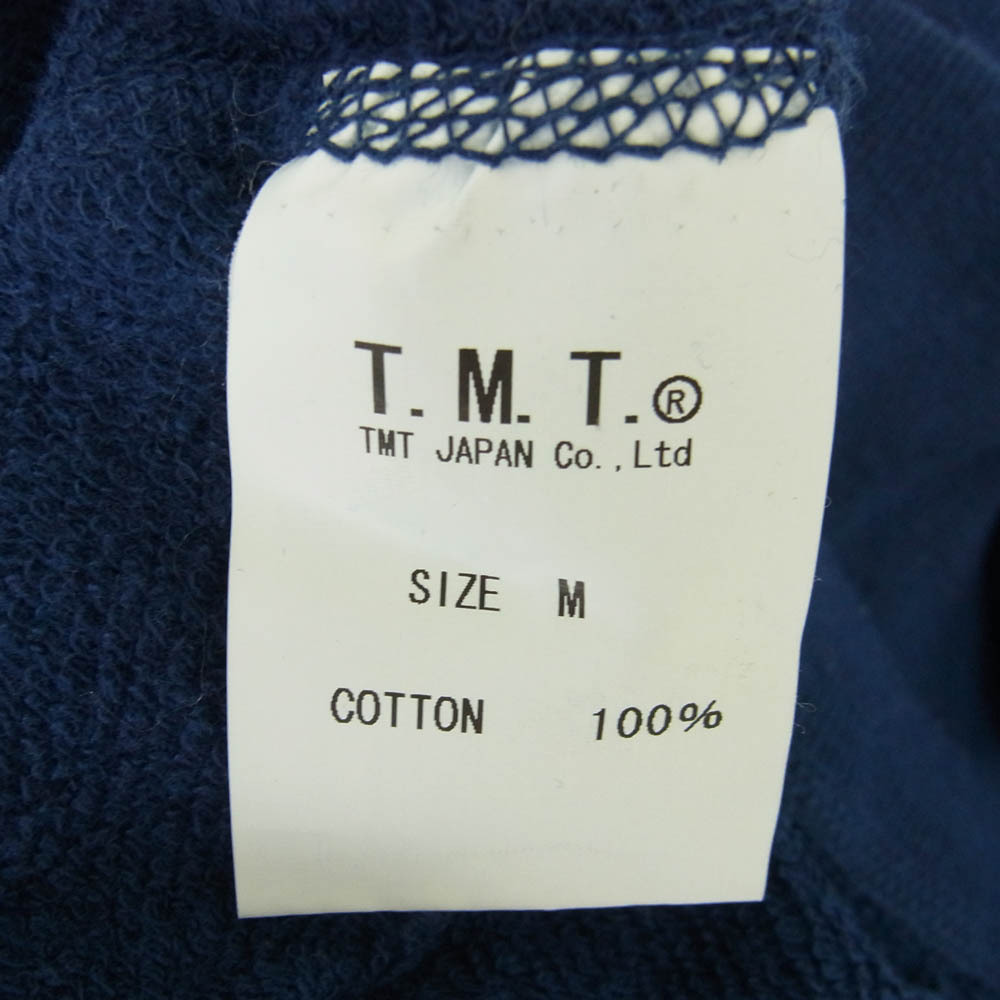 T. M. T.®
TMT JAPAN Co.,Ltd
SIZE M
COTTON 100%